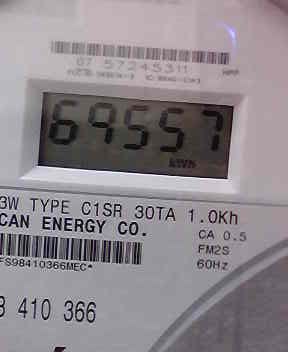 07 57245311
69557
kWh
3W TYPE C1SR 30TA 1.0Kh
CAN ENERGY CO.
CA 0.5
FM2S
60Hz
FS98410366MEC*
8 410 366